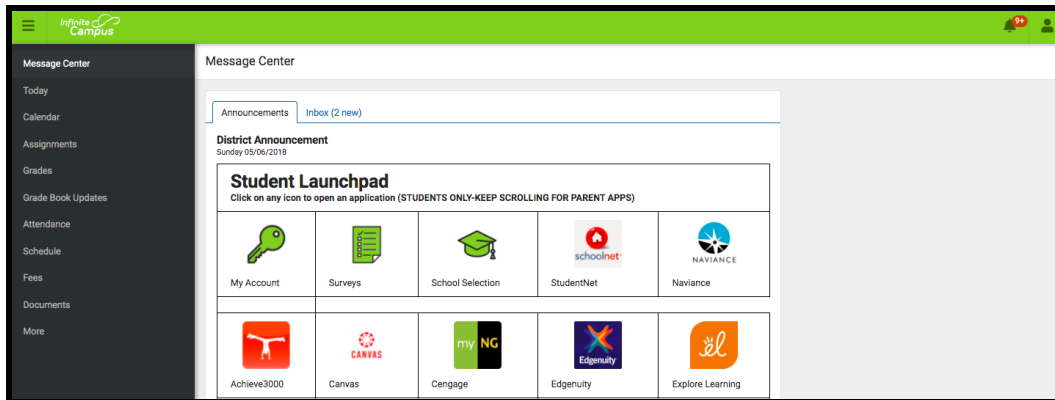 Infinite
Campus
9+
Message Center
Today
Calendar
Assignments
Grades
Grade Book Updates
Attendance
Schedule
Fees
Documents
More
Message Center
Announcements
Inbox (2 new)
District Announcement
Sunday 05/06/2018
Student Launchpad
Click on any icon to open an application (STUDENTS ONLY-KEEP SCROLLING FOR PARENT APPS)
schoolnet
NAVIANCE
My Account
Surveys
School Selection
StudentNet
Naviance
CANVAS
my NG
Edgenuity
ël
Achieve3000
Canvas
Cengage
Edgenuity
Explore Learning